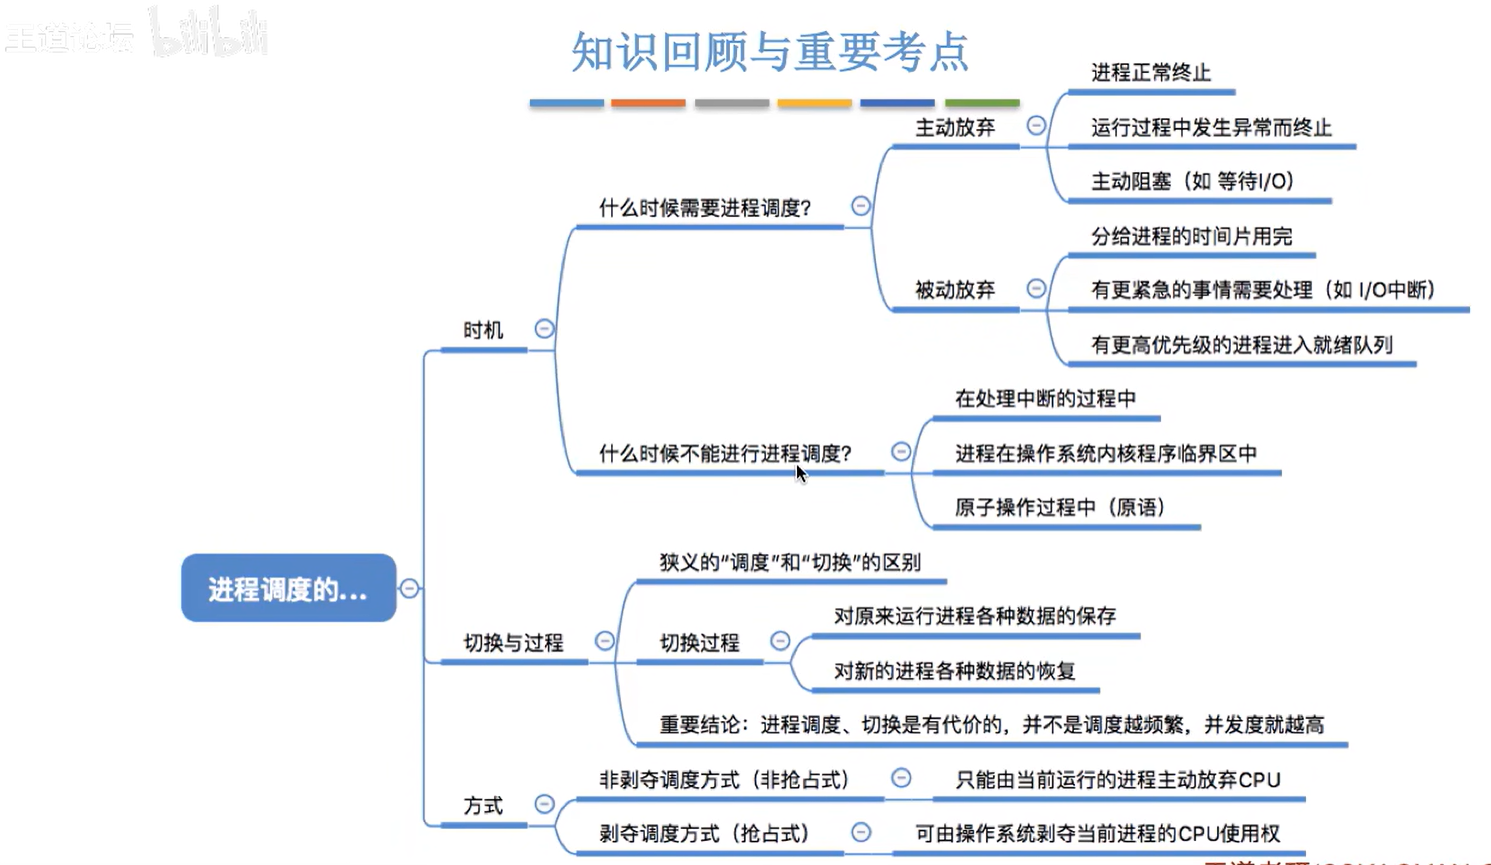 王道论坛 bilibili
知识回顾与重要考点
进程正常终止
主动放弃
运行过程中发生异常而终止
主动阻塞（如 等待I/O）
什么时候需要进程调度？
分给进程的时间片用完
被动放弃
有更紧急的事情需要处理（如 I/O中断）
有更高优先级的进程进入就绪队列
时机
在处理中断的过程中
什么时候不能进行进程调度？
进程在操作系统内核程序临界区中
原子操作过程中（原语）
进程调度的...
狭义的“调度”和“切换”的区别
切换与过程
切换过程
对原来运行进程各种数据的保存
对新的进程各种数据的恢复
重要结论：进程调度、切换是有代价的，并不是调度越频繁，并发度就越高
方式
非剥夺调度方式（非抢占式）
只能由当前运行的进程主动放弃CPU
剥夺调度方式（抢占式）
可由操作系统剥夺当前进程的CPU使用权